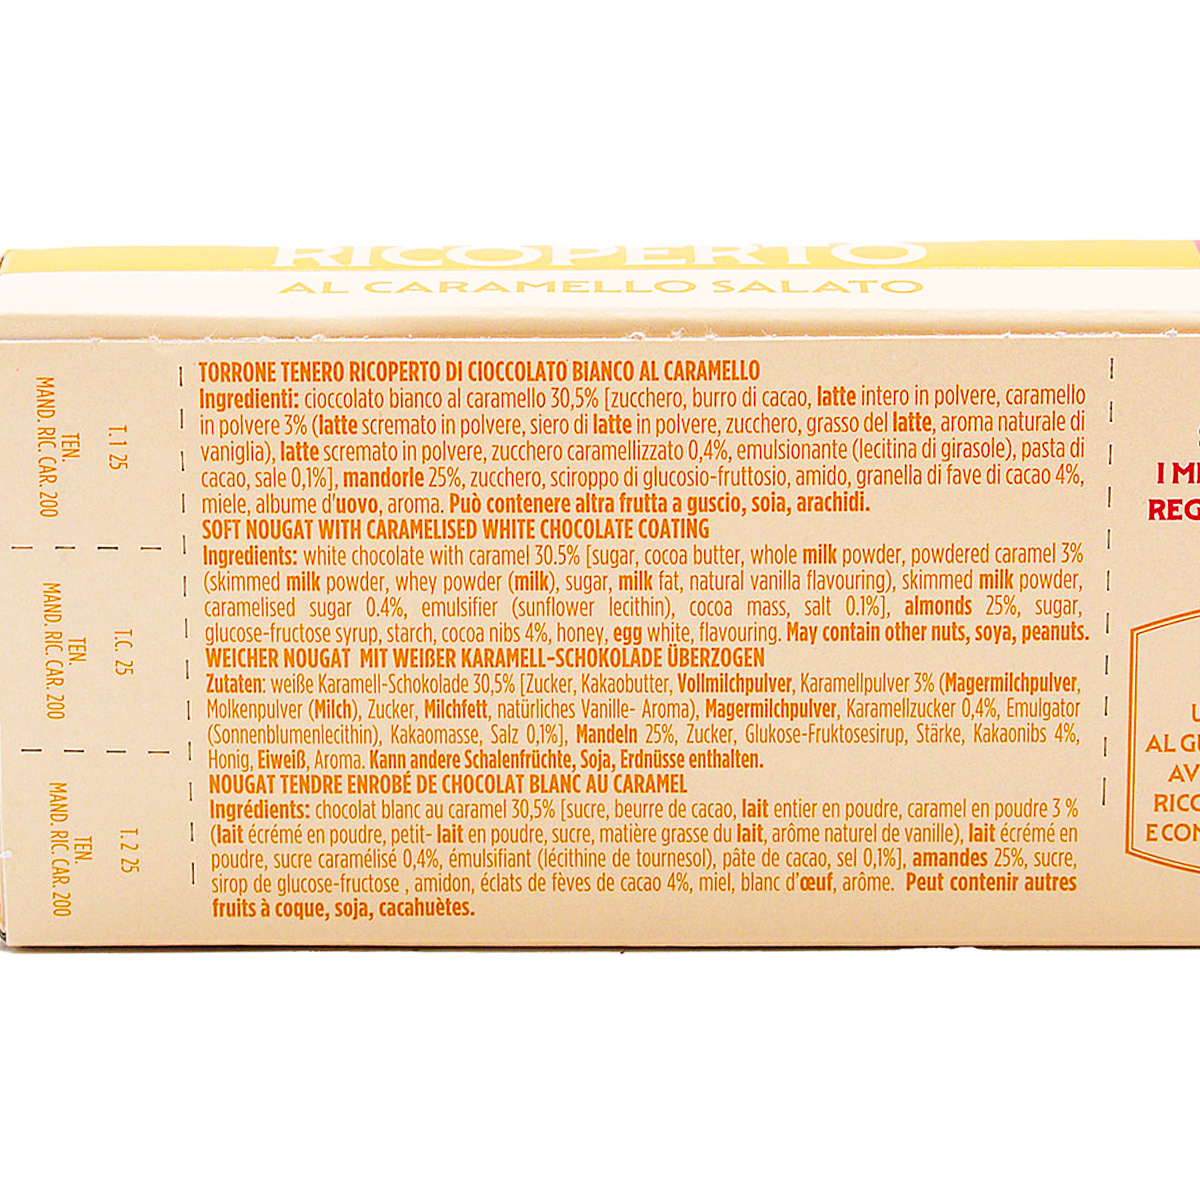 RICOPERTO
AL CARAMELLO SALATO
TORRONE TENERO RICOPERTO DI CIOCCOLATO BIANCO AL CARAMELLO
Ingredienti: cioccolato bianco al caramello 30,5% [zucchero, burro di cacao, latte intero in polvere, caramello
in polvere 3% (latte scremato in polvere, siero di latte in polvere, zucchero, grasso del latte, aroma naturale di
vaniglia), latte scremato in polvere, zucchero caramellizzato 0,4%, emulsionante (lecitina di girasole), pasta di
cacao, sale 0,1%], mandorle 25%, zucchero, sciroppo di glucosio-fruttosio, amido, granella di fave di cacao 4%,
miele, albume d'uovo, aroma. Può contenere altra frutta a guscio, soia, arachidi.
SOFT NOUGAT WITH CARAMELISED WHITE CHOCOLATE COATING
Ingredients: white chocolate with caramel 30.5% [sugar, cocoa butter, whole milk powder, powdered caramel 3%
(skimmed milk powder, whey powder (milk), sugar, milk fat, natural vanilla flavouring), skimmed milk powder,
caramelised sugar 0.4%, emulsifier (sunflower lecithin), cocoa mass, salt 0.1%], almonds 25%, sugar,
glucose-fructose syrup, starch, cocoa nibs 4%, honey, egg white, flavouring. May contain other nuts, soya, peanuts.
WEICHER NOUGAT MIT WEIßER KARAMELL-SCHOKOLADE ÜBERZOGEN
Zutaten: weiße Karamell-Schokolade 30,5% [Zucker, Kakaobutter, Vollmilchpulver, Karamellpulver 3% (Magermilchpulver,
Molkenpulver (Milch), Zucker, Milchfett, natürliches Vanille- Aroma), Magermilchpulver, Karamellzucker 0,4%, Emulgator
(Sonnenblumenlecithin), Kakaomasse, Salz 0,1%], Mandeln 25%, Zucker, Glukose-Fruktosesirup, Stärke, Kakaonibs 4%,
Honig, Eiweiß, Aroma. Kann andere Schalenfrüchte, Soja, Erdnüsse enthalten.
NOUGAT TENDRE ENROBÉ DE CHOCOLAT BLANC AU CARAMEL
Ingrédients: chocolat blanc au caramel 30,5% [sucre, beurre de cacao, lait entier en poudre, caramel en poudre 3 %
(lait écrémé en poudre, petit- lait en poudre, sucre, matière grasse du lait, arôme naturel de vanille), lait écrémé en
poudre, sucre caramélisé 0,4%, émulsifiant (lécithine de tournesol), pâte de cacao, sel 0,1%], amandes 25%, sucre,
sirop de glucose-fructose , amidon, éclats de fèves de cacao 4%, miel, blanc d'œuf, arôme. Peut contenir autres
fruits à coque, soja, cacahuètes.
T.1 25
TEN.
MAND. RIC. CAR. 200
T.C. 25
TEN.
MAND. RIC. CAR. 200
T.2 25
TEN.
MAND. RIC. CAR. 200
I M
REG
AL G
AV
RICO
E CON